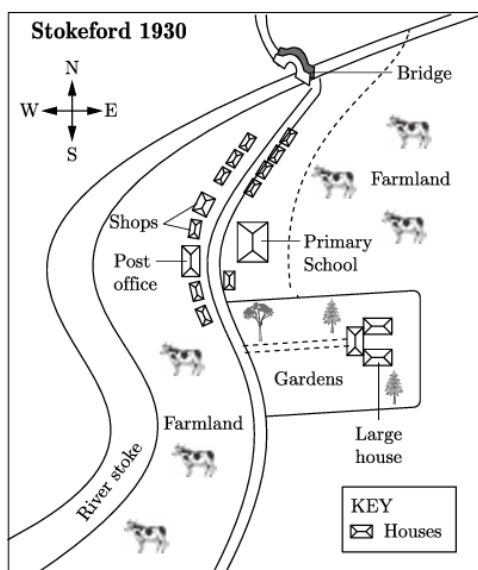 Stokeford 1930
N
W E
S
Bridge
Farmland
Shops
Primary
School
Post
office
Gardens
Farmland
Large
house
River stoke
KEY
Houses